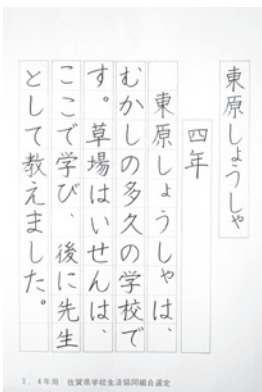 東原しょうしゃ
四年
東原しょうしゃは、
むかしの多久の学校で
す。草場はいせんは、
ここで学び、後に先生
として教えました。
3，4年用　佐賀県学校生活協同組合選定